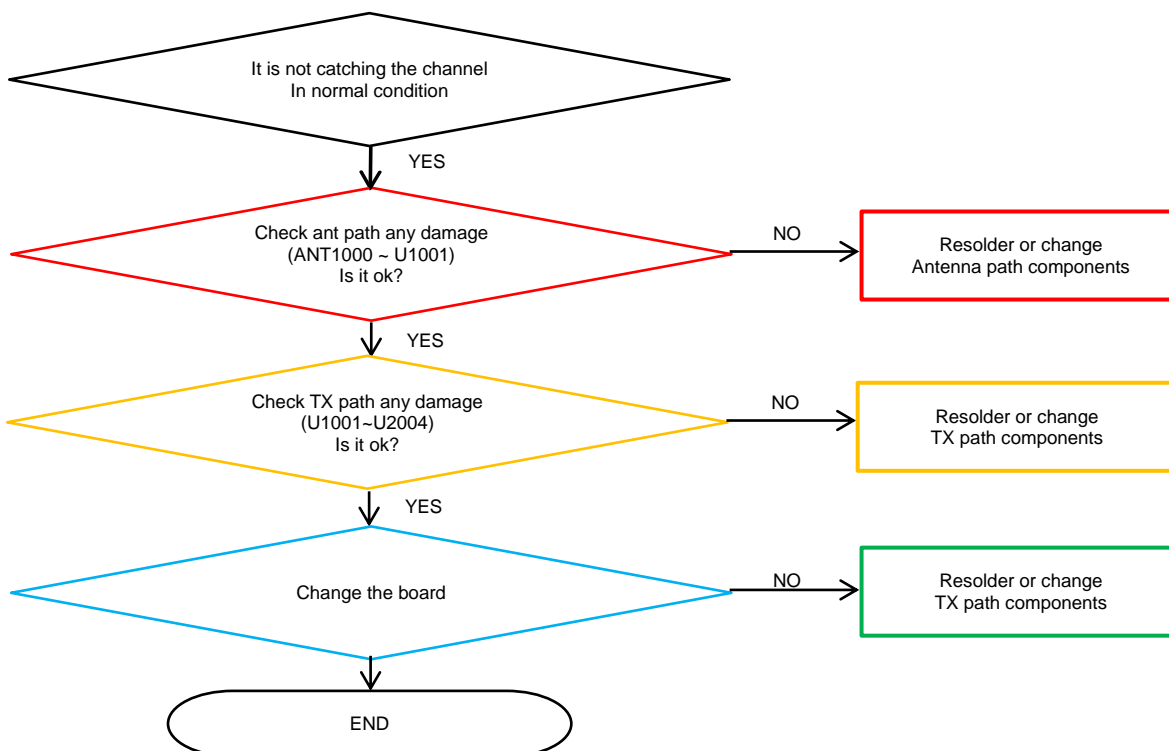 It is not catching the channel
In normal condition
YES
Check ant path any damage
(ANT1000 ~ U1001)
Is it ok?
NO
Resolder or change
Antenna path components
YES
Check TX path any damage
(U1001~U2004)
Is it ok?
NO
Resolder or change
TX path components
YES
Change the board
NO
Resolder or change
TX path components
END